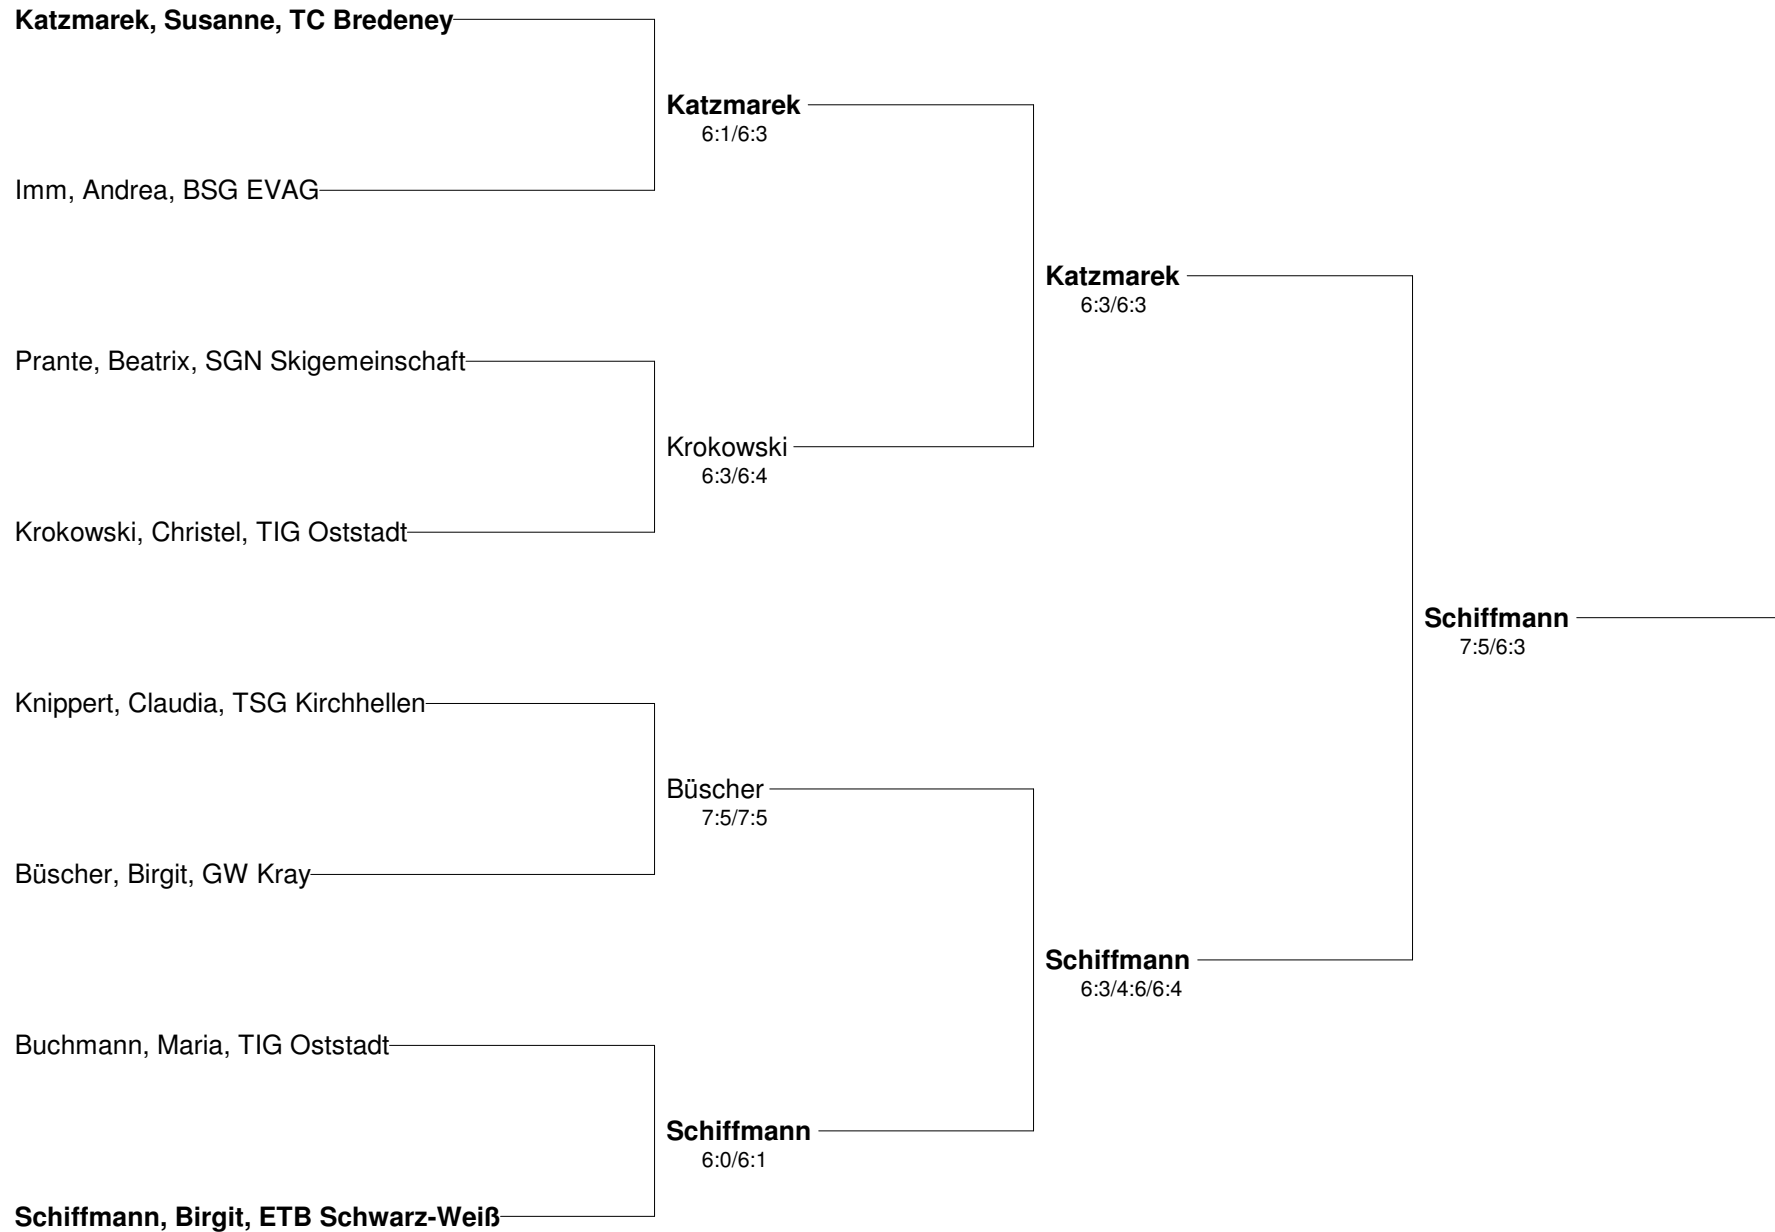 Katzmarek, Susanne, TC Bredeney
Katzmarek
6:1/6:3
Imm, Andrea, BSG EVAG
Katzmarek
6:3/6:3
Prante, Beatrix, SGN Skigemeinschaft
Krokowski
6:3/6:4
Krokowski, Christel, TIG Oststadt
Schiffmann
7:5/6:3
Knippert, Claudia, TSG Kirchhellen
Büscher
7:5/7:5
Büscher, Birgit, GW Kray
Schiffmann
6:3/4:6/6:4
Buchmann, Maria, TIG Oststadt
Schiffmann
6:0/6:1
Schiffmann, Birgit, ETB Schwarz-Weiß